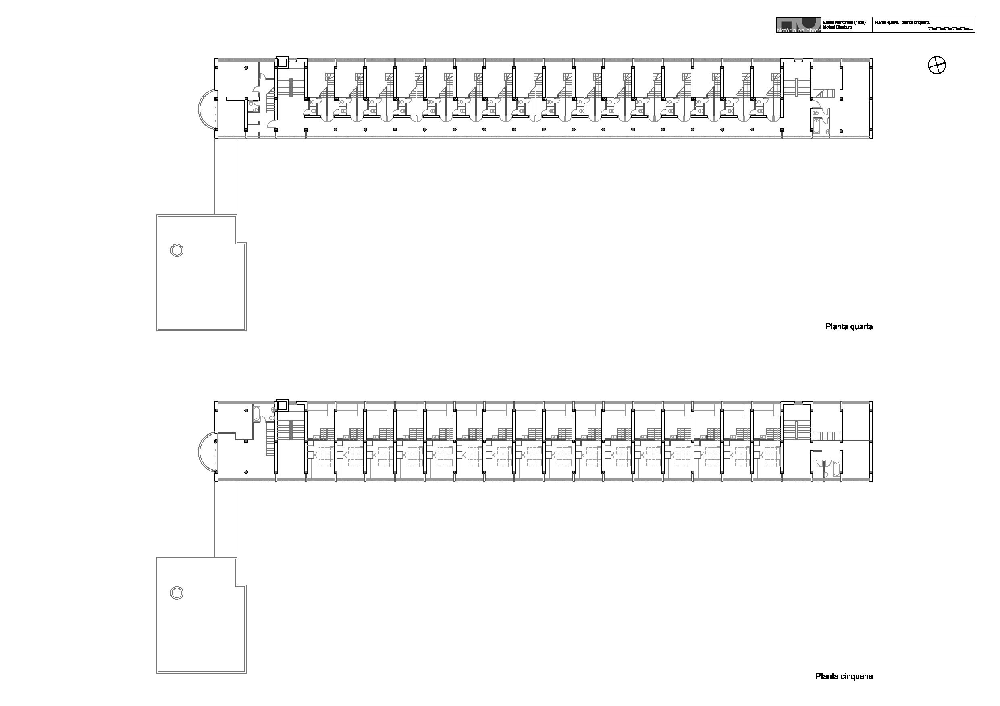 història en obres
Edifici Narkomfin (1928)
Moisei Ginzburg
Planta quarta i planta cinquena
Planta quarta
Planta cinquena